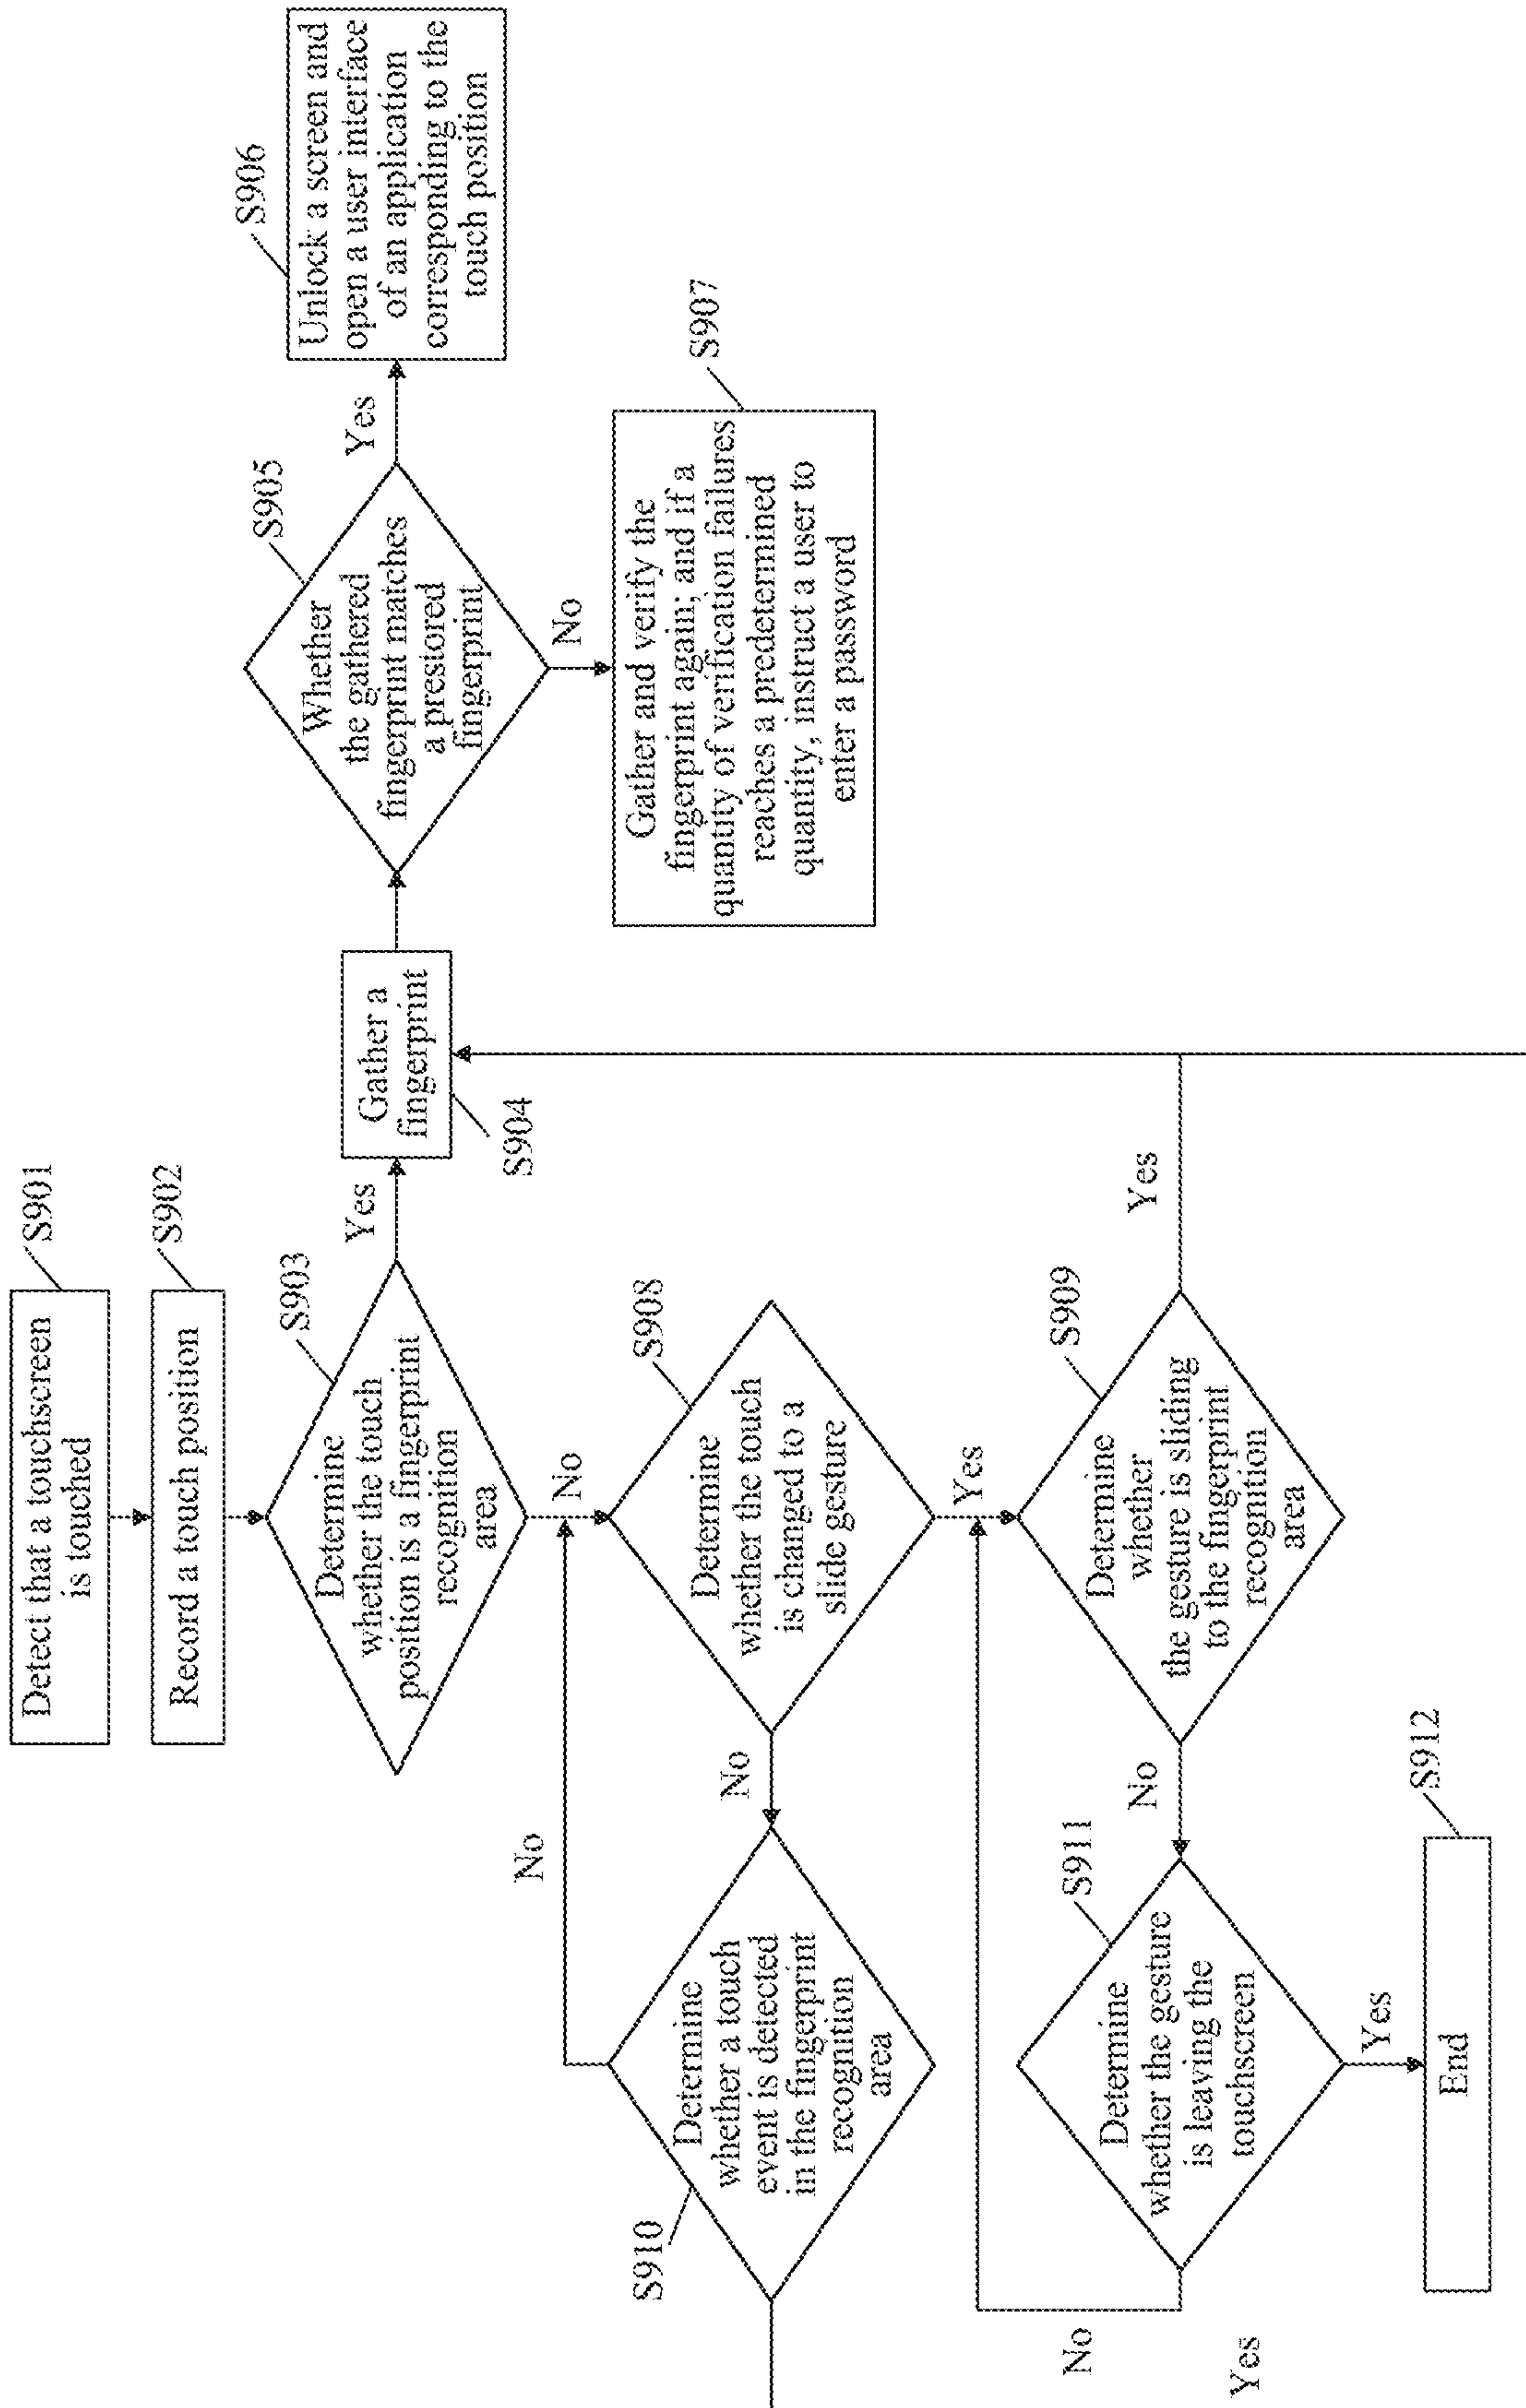 Detect that a touchscreen
is touched
S901
Record a touch position
S902
Determine
whether the touch
position is a fingerprint
recognition
area
S903
Yes
Gather a
fingerprint
S904
Whether
the gathered
fingerprint matches
a prestored
fingerprint
S905
Yes
Unlock a screen and
open a user interface
of an application
corresponding to the
touch position
S906
No
Gather and verify the
fingerprint again; and if a
quantity of verification failures
reaches a predetermined
quantity, instruct a user to
enter a password
S907
No
Determine
whether the touch
is changed to a
slide gesture
S908
No
Determine
whether a touch
event is detected
in the fingerprint
recognition
area
S910
No
Yes
Determine
whether
the gesture is sliding
to the fingerprint
recognition
area
S909
Yes
No
Determine
whether the gesture
is leaving the
touchscreen
S911
No
Yes
Yes
End
S912